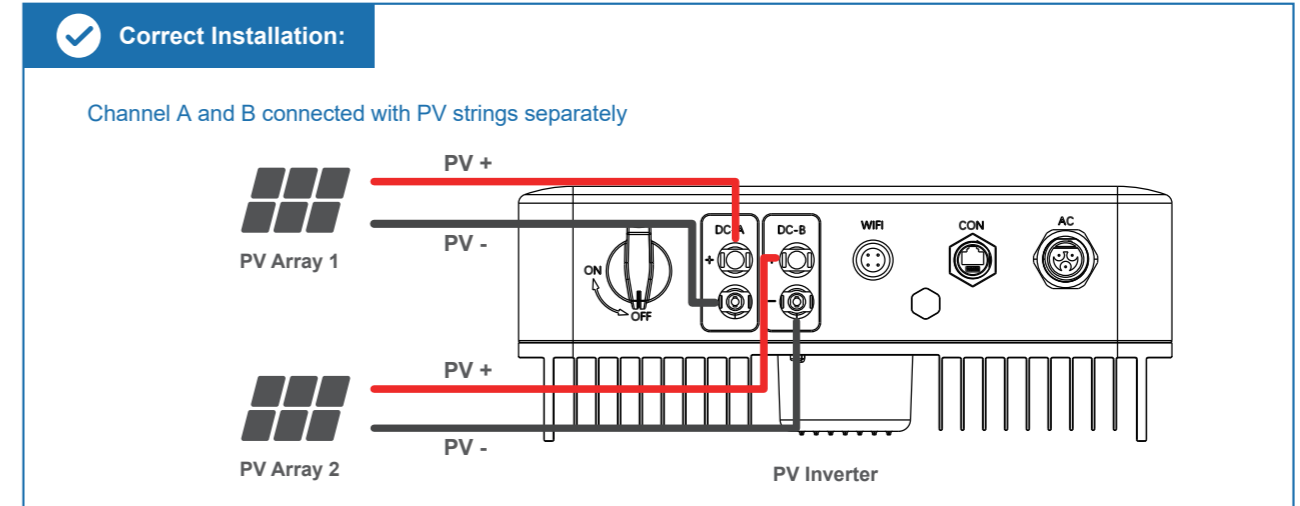 Correct Installation:
Channel A and B connected with PV strings separately
PV +
PV -
PV Array 1
ON
OFF
DC-A
+
DC-B
+
-
WIFI
CON
AC
PV +
PV -
PV Array 2
PV Inverter